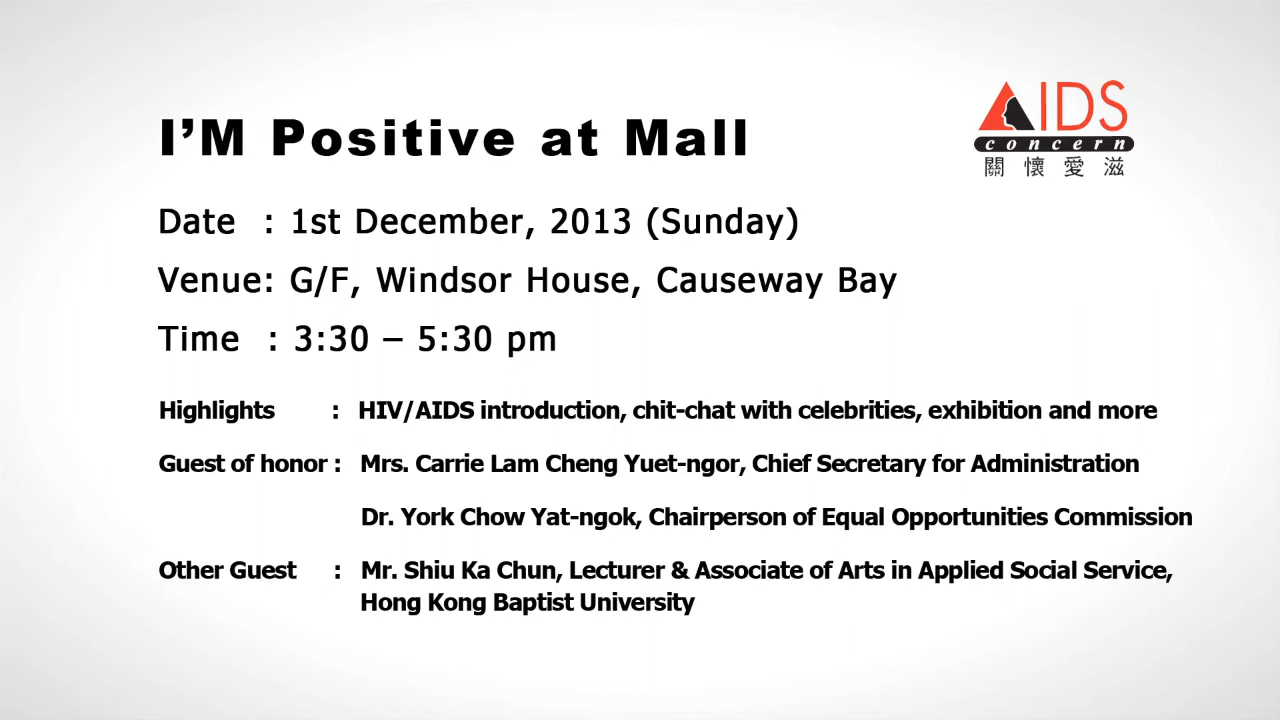 AIDS
concern
關懷愛滋
I'M Positive at Mall
Date : 1st December, 2013 (Sunday)
Venue: G/F, Windsor House, Causeway Bay
Time : 3:30 – 5:30 pm
Highlights : HIV/AIDS introduction, chit-chat with celebrities, exhibition and more
Guest of honor : Mrs. Carrie Lam Cheng Yuet-ngor, Chief Secretary for Administration
Dr. York Chow Yat-ngok, Chairperson of Equal Opportunities Commission
Other Guest : Mr. Shiu Ka Chun, Lecturer & Associate of Arts in Applied Social Service,
Hong Kong Baptist University